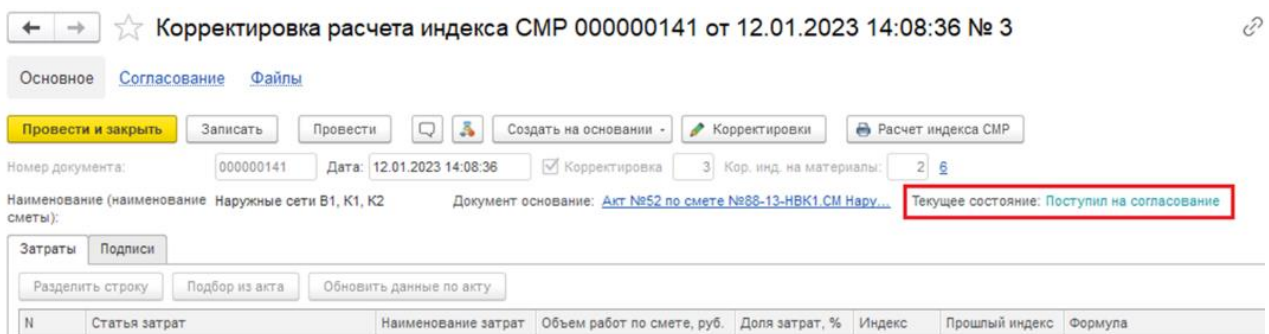 Корректировка расчета индекса СМР 000000141 от 12.01.2023 14:08:36 № 3
Основное Согласование Файлы
Провести и закрыть Записать Провести Создать на основании Корректировки Расчет индекса СМР
Номер документа: 000000141 Дата: 12.01.2023 14:08:36 Корректировка 3 Кор. инд. на материалы: 2 6
Наименование (наименование сметы): Наружные сети В1, К1, К2 Документ основание: Акт №52 по смете №88-13-НВК1.СМ Нару... Текущее состояние: Поступил на согласование
Затраты Подписи
Разделить строку Подбор из акта Обновить данные по акту
N Статья затрат Наименование затрат Объем работ по смете, руб. Доля затрат, % Индекс Прошлый индекс Формула